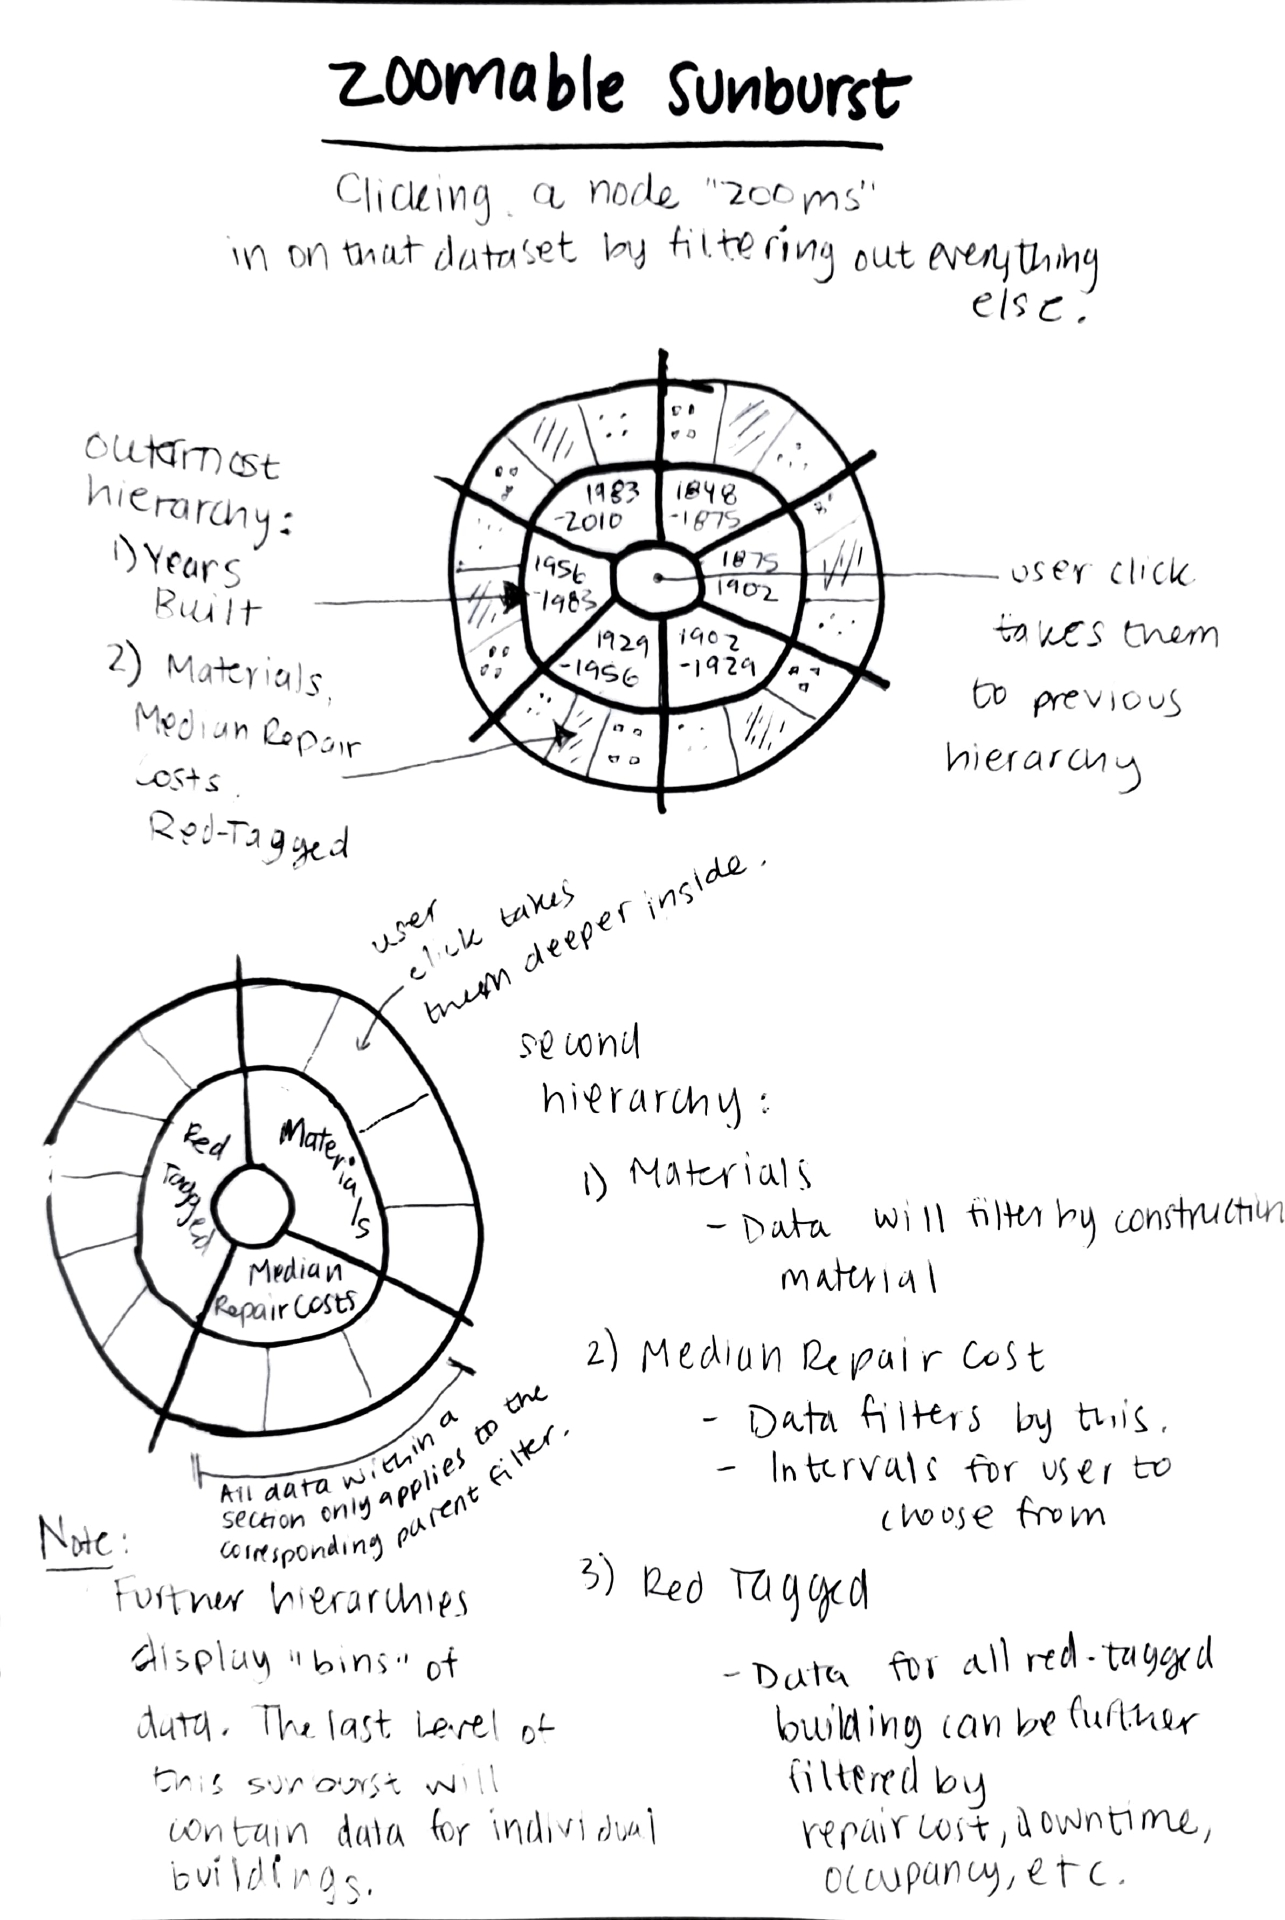 Zoomable Sunburst
Clicking a node "zooms"
in on that dataset by filtering out everything
else.
outermost
hierarchy:
1) Years
Built
2) Materials,
Median Repair
Costs,
Red-Tagged
1983
-2010
1848
-1875
1956
-1983
1875
1902
1929
-1956
1902
-1929
user click
takes them
to previous
hierarchy
user
click takes
them deeper inside.
Red
Tagged
Materials
Median
Repair Costs
All data within a
section only applies to the
corresponding parent filter.
second
hierarchy:
1) Materials
- Data will filter by construction
material
2) Median Repair Cost
- Data filters by this.
- Intervals for user to
choose from
3) Red Tagged
- Data for all red-tagged
building can be further
filtered by
repair cost, downtime,
occupancy, etc.
Note:
Further hierarchies
display "bins" of
data. The last level of
this sunburst will
contain data for individual
buildings.